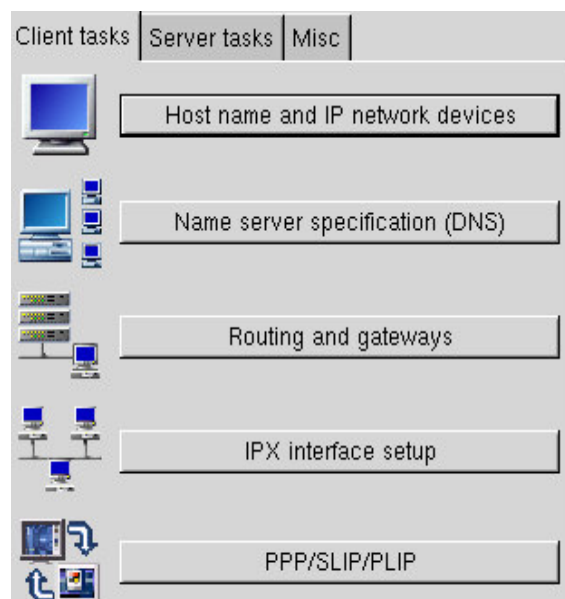 Client tasks Server tasks Misc
Host name and IP network devices
Name server specification (DNS)
Routing and gateways
IPX interface setup
PPP/SLIP/PLIP